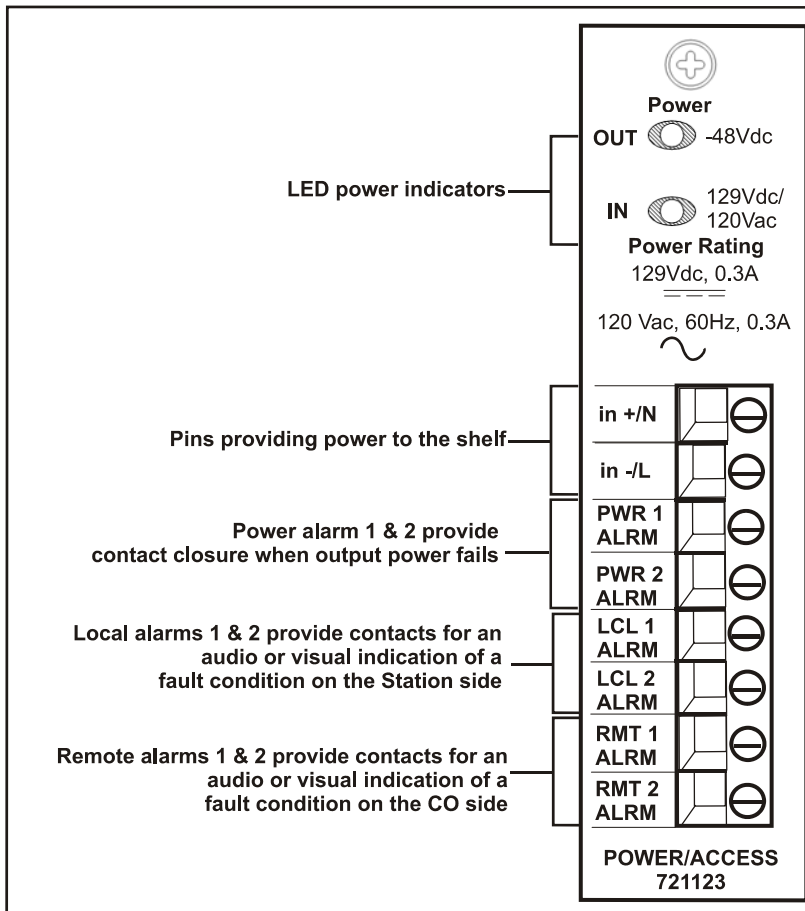 Power
OUT -48Vdc
LED power indicators
IN 129Vdc/
120Vac
Power Rating
129Vdc, 0.3A
120 Vac, 60Hz, 0.3A
Pins providing power to the shelf
in +/N
in -/L
Power alarm 1 & 2 provide
contact closure when output power fails
PWR 1
ALRM
PWR 2
ALRM
Local alarms 1 & 2 provide contacts for an
audio or visual indication of a
fault condition on the Station side
LCL 1
ALRM
LCL 2
ALRM
Remote alarms 1 & 2 provide contacts for an
audio or visual indication of a
fault condition on the CO side
RMT 1
ALRM
RMT 2
ALRM
POWER/ACCESS
721123